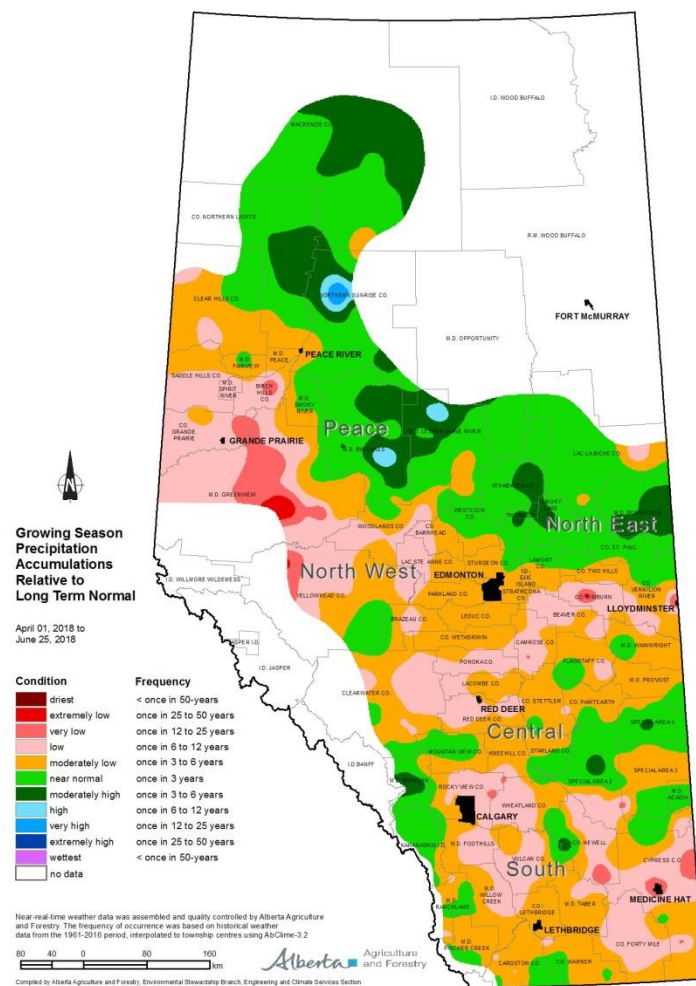 I.D. WOOD BUFFALO
MACKENZIE CO.
CO. NORTHERN LIGHTS
R.M. WOOD BUFFALO
CLEAR HILLS CO.
NORTHERN SUNRISE CO.
FORT McMURRAY
M.D. OPPORTUNITY
M.D. PEACE
PEACE RIVER
M.D. FAIRVIEW
SADDLE HILLS CO.
M.D. SPIRIT RIVER
BIRCH HILLS CO.
M.D. SMOKY RIVER
CO. GRANDE PRAIRIE
GRANDE PRAIRIE
Peace
LAC LA BICHE CO.
M.D. GREENVIEW
ATHABASCA CO.
SMOKY LAKE
WESTLOCK CO.
North East
WOODLANDS CO.
CO. BARRHEAD
CO. ST. PAUL
North West
LAC STE ANNE CO.
STURGEON CO.
LAMONT CO.
I.D. WILLMORE WILDERNESS
EDMONTON
I.D. ELK ISLAND
CO. TWO HILLS
YELLOWHEAD CO.
PARKLAND CO.
STRATHCONA CO.
CO. VERMILION RIVER
LLOYDMINSTER
BRAZEAU CO.
LEDUC CO.
BEAVER CO.
CO. WETASKIWIN
CAMROSE CO.
M.D. WAINWRIGHT
I.D. JASPER
PONOKA CO.
FLAGSTAFF CO.
CLEARWATER CO.
LACOMBE CO.
M.D. PROVOST
RED DEER
CO. STETTLER
CO. PAINTEARTH
RED DEER CO.
Central
SPECIAL AREA 4
MOUNTAIN VIEW CO.
KNEEHILL CO.
STARLAND CO.
I.D. BANFF
SPECIAL AREA 3
SPECIAL AREA 2
ROCKY VIEW CO.
M.D. ACADIA
WHEATLAND CO.
CALGARY
CO. NEWELL
M.D. FOOTHILLS
VULCAN CO.
CYPRESS CO.
South
M.D. RANCHLAND
M.D. WILLOW CREEK
MEDICINE HAT
M.D. TABER
CO. LETHBRIDGE
LETHBRIDGE
CO. FORTY MILE
CARDSTON CO.
CO. WARNER
N
Growing Season
Precipitation
Accumulations
Relative to
Long Term Normal
April 01, 2018 to
June 25, 2018
Condition Frequency
driest < once in 50-years
extremely low once in 25 to 50 years
very low once in 12 to 25 years
low once in 6 to 12 years
moderately low once in 3 to 6 years
near normal once in 3 years
moderately high once in 3 to 6 years
high once in 6 to 12 years
very high once in 12 to 25 years
extremely high once in 25 to 50 years
wettest < once in 50-years
no data
Near-real-time weather data was assembled and quality controlled by Alberta Agriculture
and Forestry. The frequency of occurrence was based on historical weather
data from the 1961-2016 period, interpolated to township centres using AbClime-3.2
80 40 0 80 160
km
Alberta Agriculture
and Forestry
Compiled by Alberta Agriculture and Forestry, Environmental Stewardship Branch, Engineering and Climate Services Section